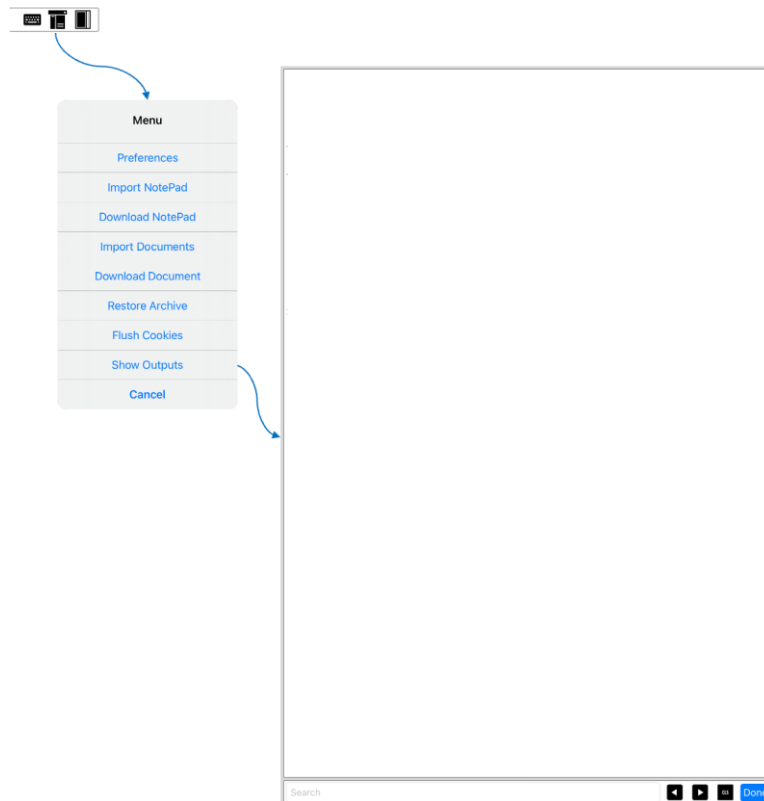 Menu
Preferences
Import NotePad
Download NotePad
Import Documents
Download Document
Restore Archive
Flush Cookies
Show Outputs
Cancel
Search
Done